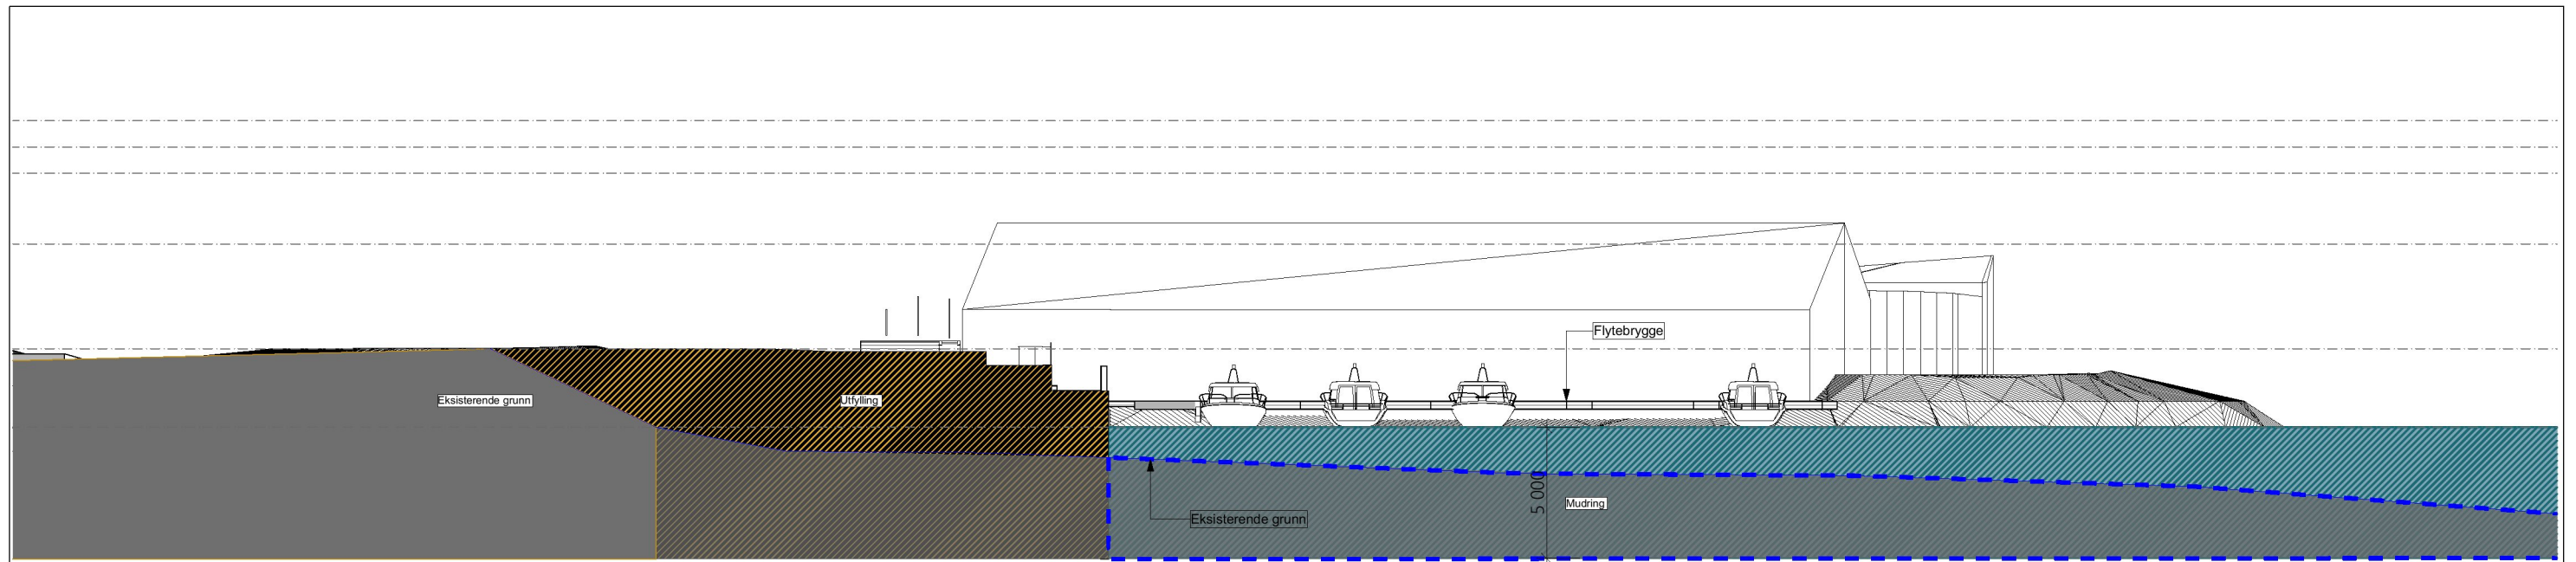 Flytebrygge
Eksisterende grunn
Utfylling
5 000
Mudring
Eksisterende grunn